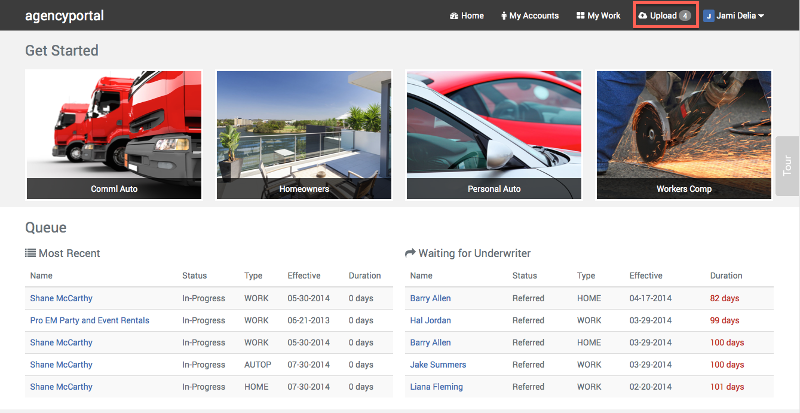 agencyportal
Home My Accounts My Work Upload 4 J Jami Delia
Get Started
Comml Auto Homeowners Personal Auto Workers Comp
Tour
Queue
Most Recent
Name Status Type Effective Duration
Shane McCarthy In-Progress WORK 05-30-2014 0 days
Pro EM Party and Event Rentals In-Progress WORK 06-21-2013 0 days
Shane McCarthy In-Progress WORK 05-30-2014 0 days
Shane McCarthy In-Progress AUTOP 07-30-2014 0 days
Shane McCarthy In-Progress HOME 07-30-2014 0 days
Waiting for Underwriter
Name Status Type Effective Duration
Barry Allen Referred HOME 04-17-2014 82 days
Hal Jordan Referred WORK 03-29-2014 99 days
Barry Allen Referred HOME 03-29-2014 100 days
Jake Summers Referred WORK 03-29-2014 100 days
Liana Fleming Referred WORK 02-20-2014 101 days